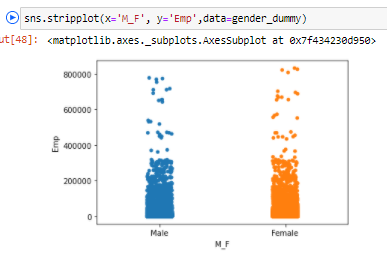 sns.stripplot(x='M_F', y='Emp',data=gender_dummy)
ut[48]: <matplotlib.axes._subplots.AxesSubplot at 0x7f434230d950>
800000
600000
400000
200000
0
Emp
Male
Female
M_F